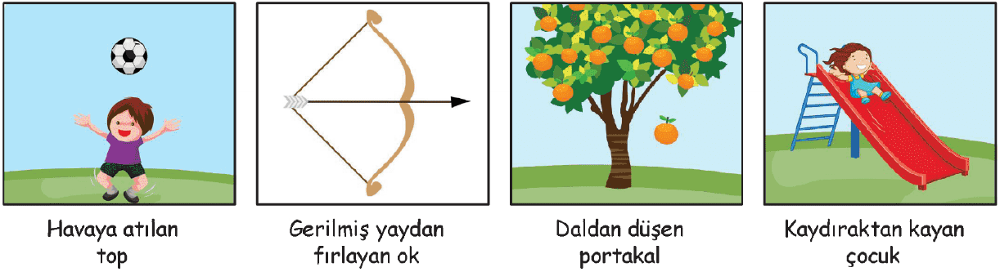 Havaya atılan
top
Gerilmiş yaydan
fırlayan ok
Daldan düşen
portakal
Kaydıraktan kayan
çocuk